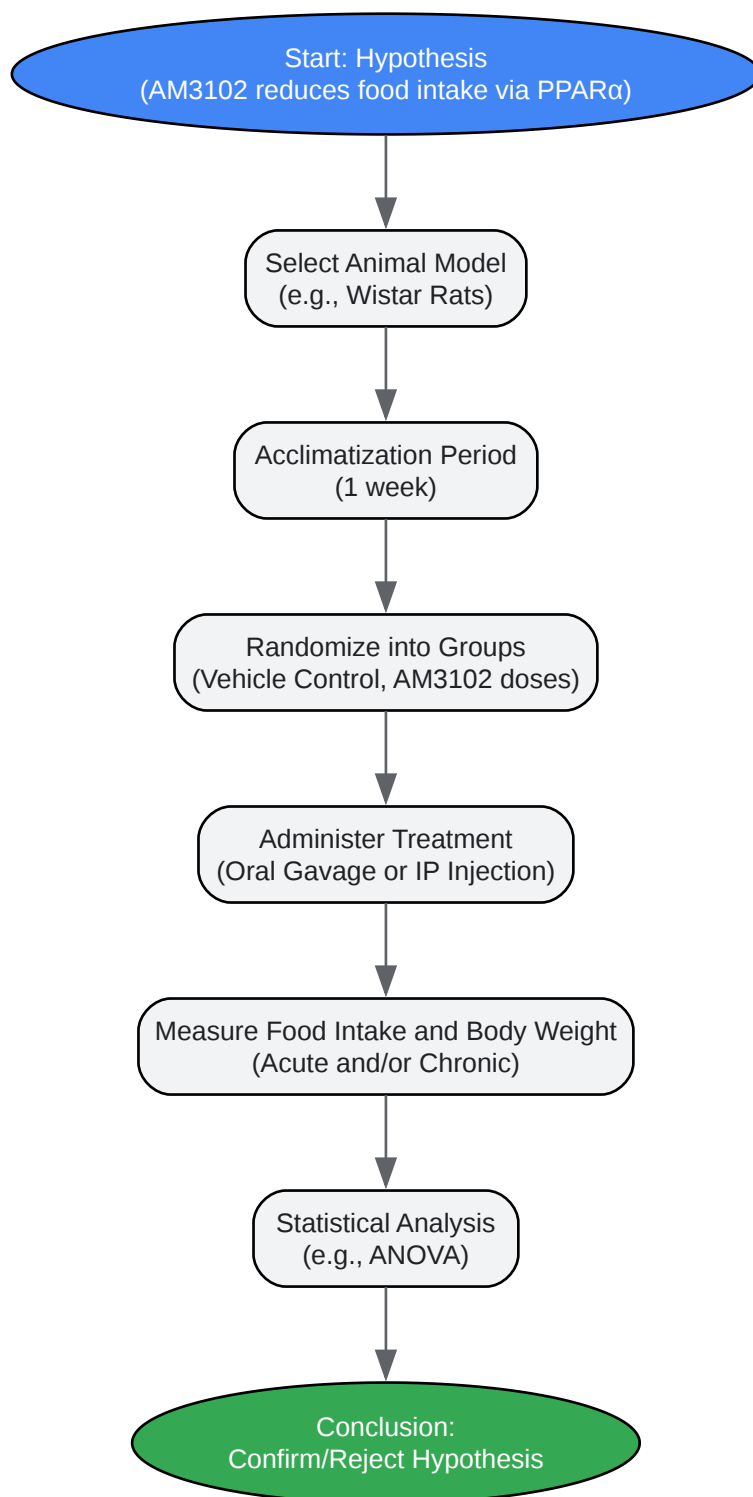 Start: Hypothesis
(AM3102 reduces food intake via PPARα)
Select Animal Model
(e.g., Wistar Rats)
Acclimatization Period
(1 week)
Randomize into Groups
(Vehicle Control, AM3102 doses)
Administer Treatment
(Oral Gavage or IP Injection)
Measure Food Intake and Body Weight
(Acute and/or Chronic)
Statistical Analysis
(e.g., ANOVA)
Conclusion:
Confirm/Reject Hypothesis